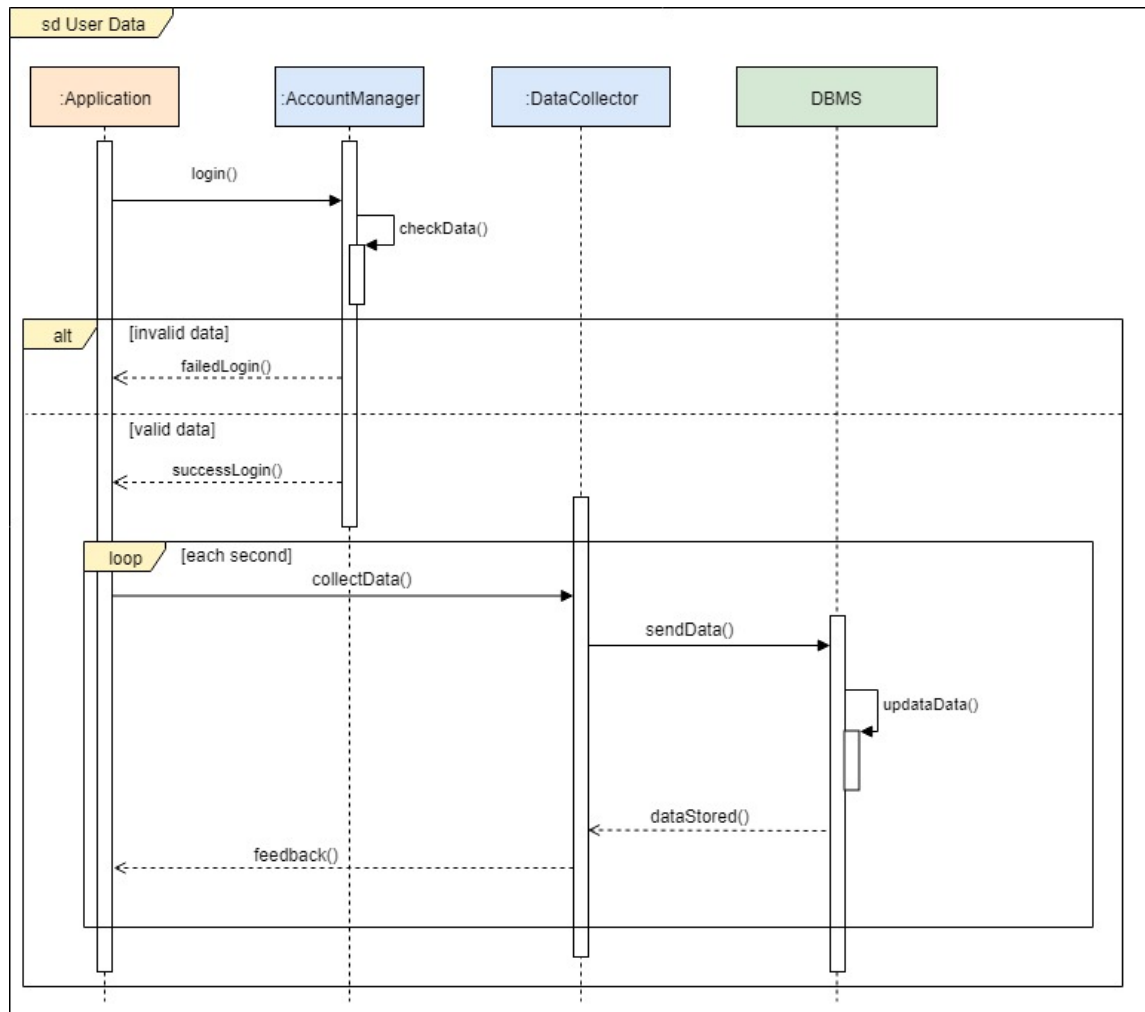 sd User Data
:Application
:AccountManager
:DataCollector
DBMS
login()
checkData()
alt
[invalid data]
failedLogin()
[valid data]
successLogin()
loop
[each second]
collectData()
sendData()
updataData()
dataStored()
feedback()